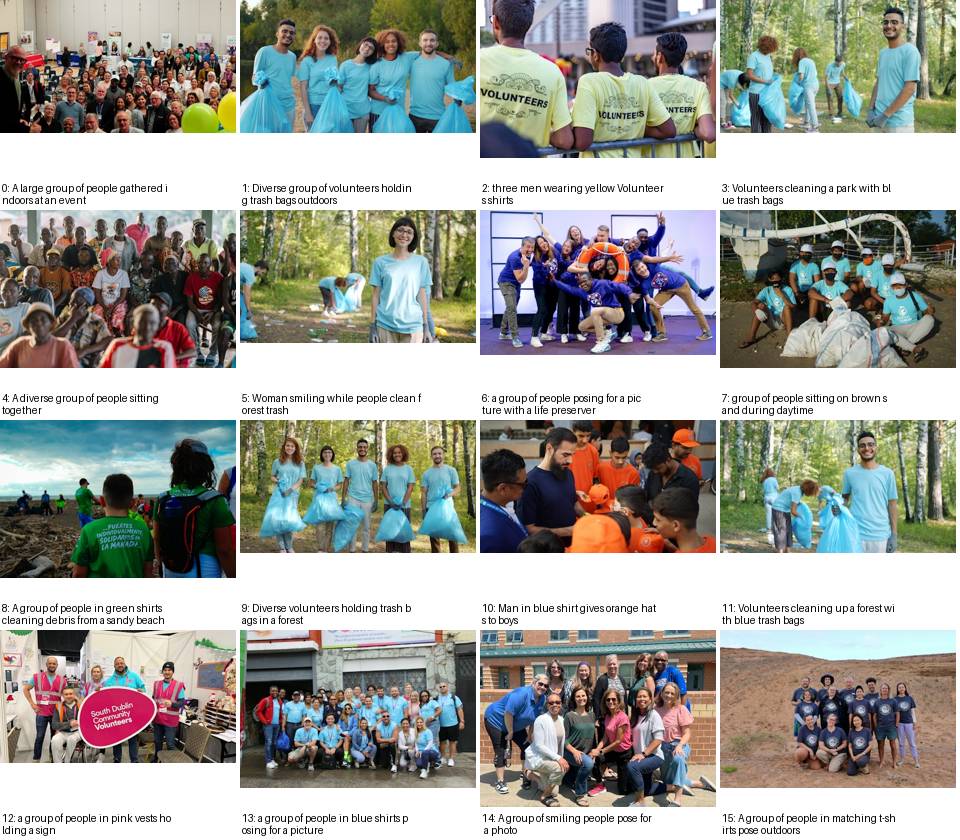 0: A large group of people gathered i
ndoors at an event
1: Diverse group of volunteers holdin
g trash bags outdoors
VOLUNTEERS
VOLUNTEERS
VOLUNTEERS
2: three men wearing yellow Volunteer
s shirts
3: Volunteers cleaning a park with bl
ue trash bags
4: A diverse group of people sitting
together
5: Woman smiling while people clean f
orest trash
6: a group of people posing for a pic
ture with a life preserver
7: group of people sitting on brown s
and during daytime
FUERTES
INDIVIDUALMENTE,
SOLIDARIOS EN
LA MANADA
8: A group of people in green shirts
cleaning debris from a sandy beach
9: Diverse volunteers holding trash b
ags in a forest
10: Man in blue shirt gives orange hat
s to boys
11: Volunteers cleaning up a forest wi
th blue trash bags
South Dublin
Community
Volunteers
12: a group of people in pink vests ho
lding a sign
13: a group of people in blue shirts p
osing for a picture
14: A group of smiling people pose for
a photo
15: A group of people in matching t-sh
irts pose outdoors